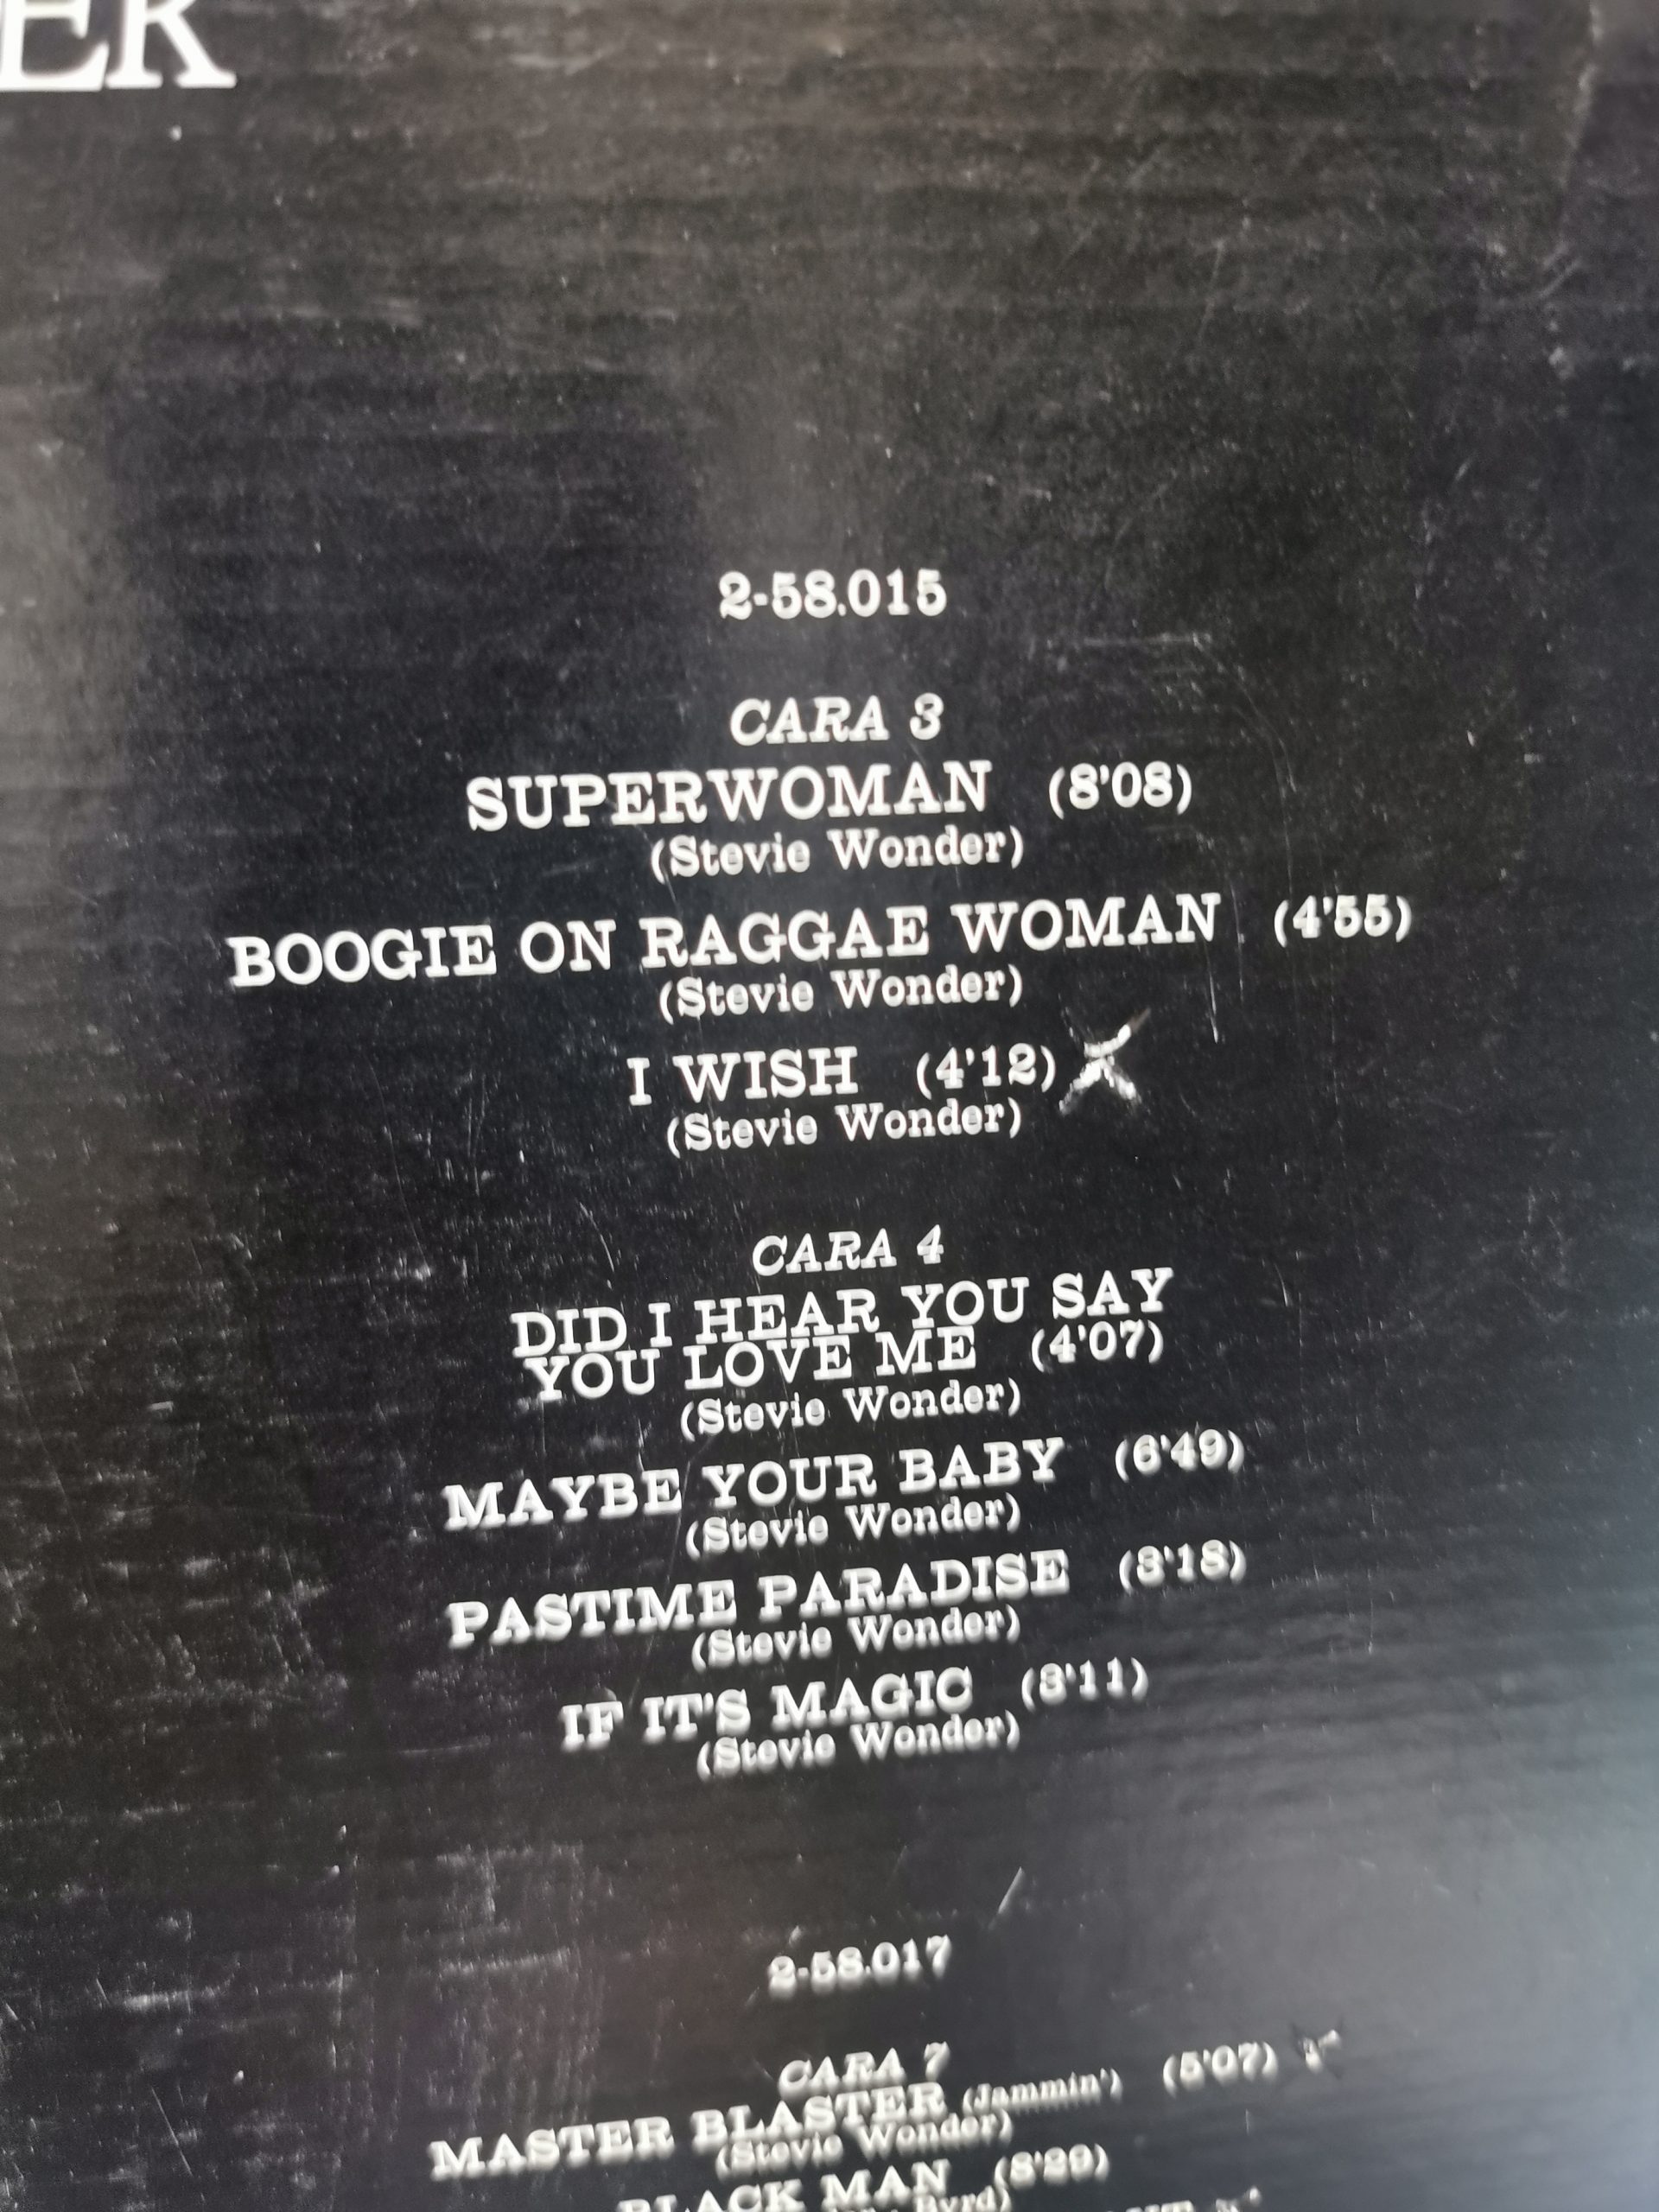 ER
2-58.015
CARA 3
SUPERWOMAN (8'08)
(Stevie Wonder)
BOOGIE ON RAGGAE WOMAN (4'55)
(Stevie Wonder)
I WISH (4'12)
(Stevie Wonder)
CARA 4
DID I HEAR YOU SAY
YOU LOVE ME (4'07)
(Stevie Wonder)
MAYBE YOUR BABY (6'49)
(Stevie Wonder)
PASTIME PARADISE (3'18)
(Stevie Wonder)
IF IT'S MAGIC (3'11)
(Stevie Wonder)
2-58.017
CARA 7
MASTER BLASTER (Jammin') (5'07)
(Stevie Wonder)
BLACK MAN (8'29)
Byrd)